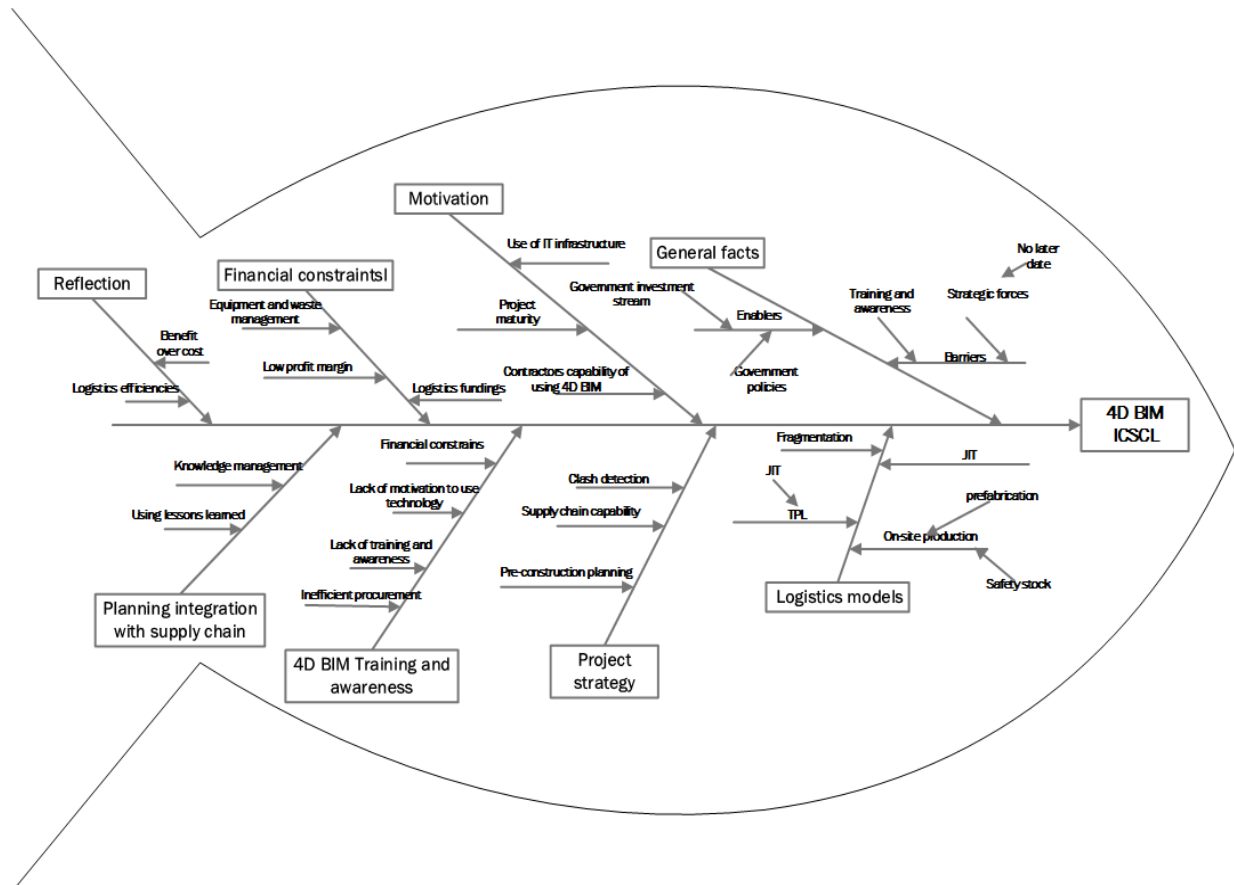 Motivation
Use of IT infrastructure
General facts
No later
date
Reflection
Financial constraintsl
Government investment
stream
Training and
awareness
Strategic forces
Equipment and waste
management
Project
maturity
Enablers
Benefit
over cost
Low profit margin
Contractors capability of
using 4D BIM
Government
policies
Barriers
Logistics efficiencies
Logistics fundings
4D BIM
ICSCL
Financial constrains
Fragmentation
JIT
Knowledge management
Clash detection
JIT
prefabrication
Lack of motivation to use
technology
Using lessons learned
Supply chain capability
TPL
On-site production
Lack of training and
awareness
Pre-construction planning
Safety stock
Inefficient procurement
Logistics models
Planning integration
with supply chain
4D BIM Training and
awareness
Project
strategy